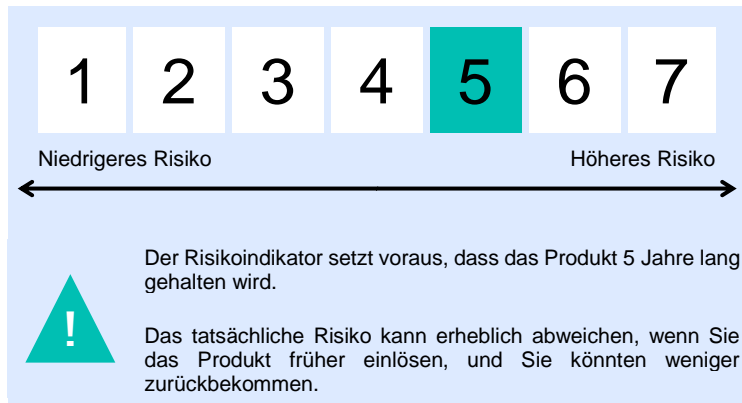 1 2 3 4 5 6 7
Niedrigeres Risiko Höheres Risiko
Der Risikoindikator setzt voraus, dass das Produkt 5 Jahre lang
gehalten wird.
!
Das tatsächliche Risiko kann erheblich abweichen, wenn Sie
das Produkt früher einlösen, und Sie könnten weniger
zurückbekommen.